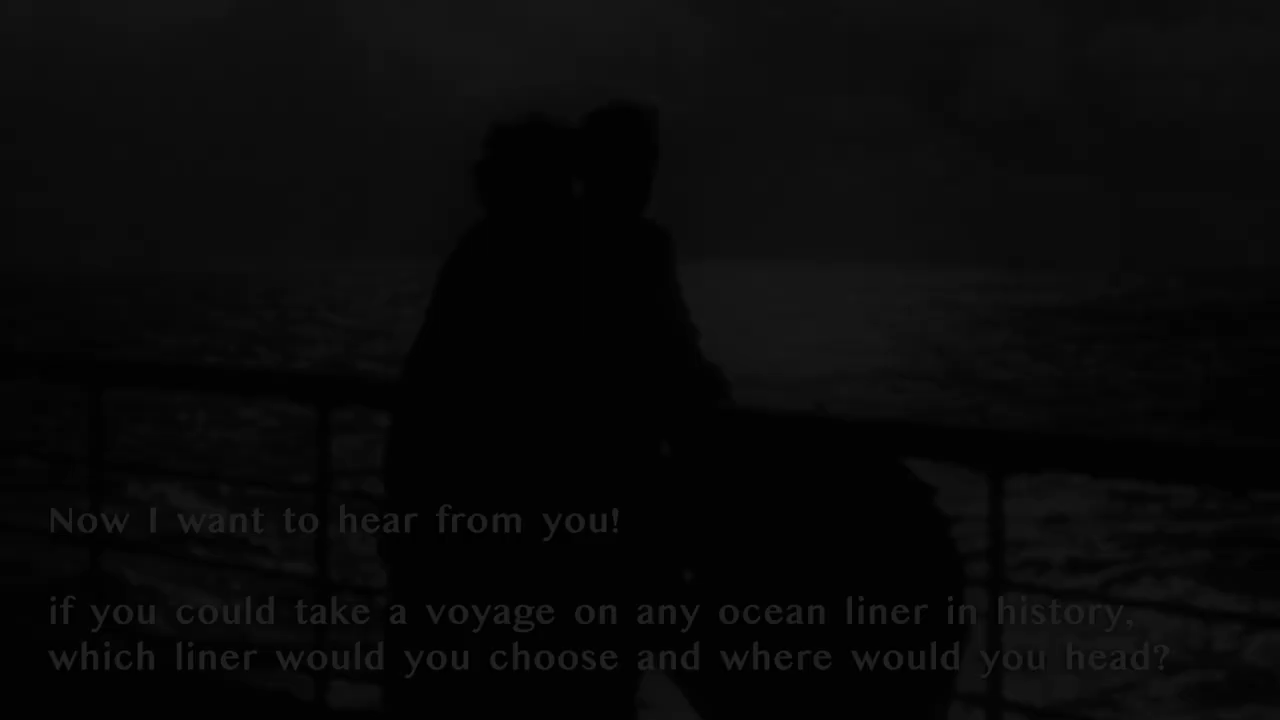 Now I want to hear from you!
if you could take a voyage on any ocean liner in history,
which liner would you choose and where would you head?